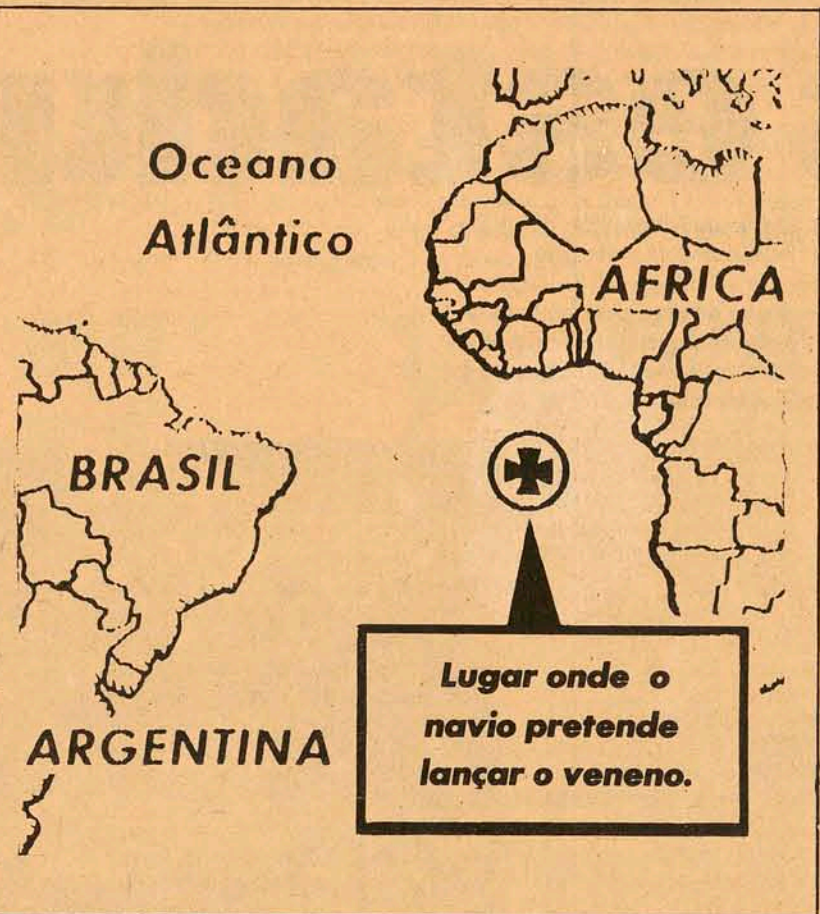 Oceano
Atlântico
AFRICA
BRASIL
ARGENTINA
Lugar onde o
navio pretende
lançar o veneno.